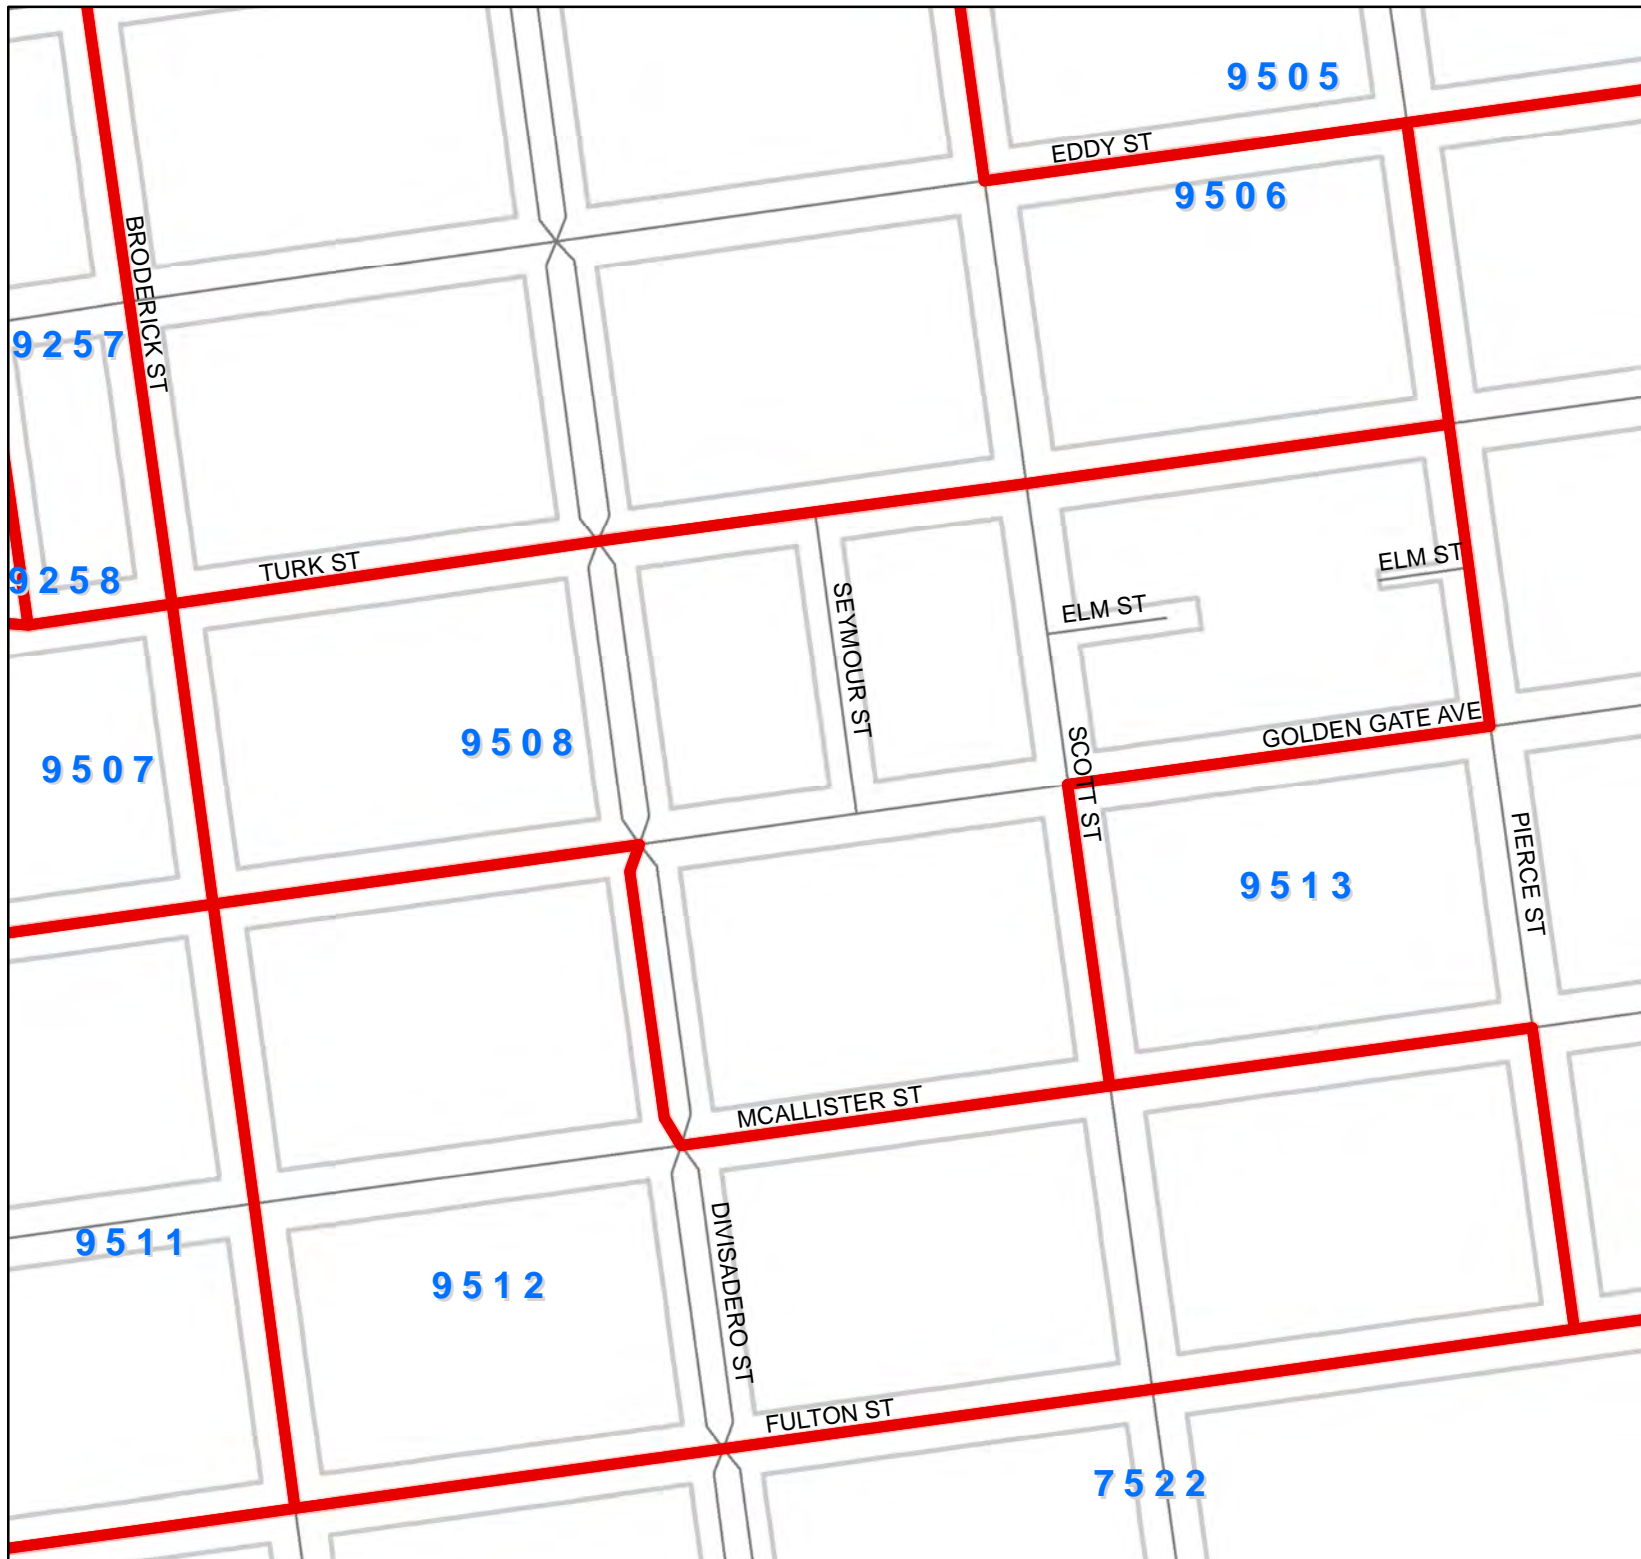 9505
EDDY ST
9506
BRODERICK ST
9257
TURK ST
9258
ELM ST
ELM ST
SEYMOUR ST
GOLDEN GATE AVE
SCOTT ST
9508
9507
PIERCE ST
9513
MCALLISTER ST
9511
DIVISADERO ST
9512
FULTON ST
7522